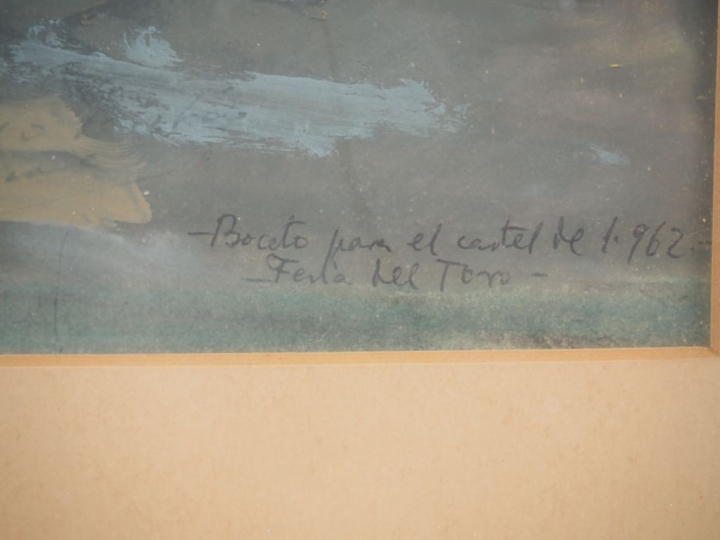 -Boceto para el cartel de 1.962.-
-Feria del Toro-